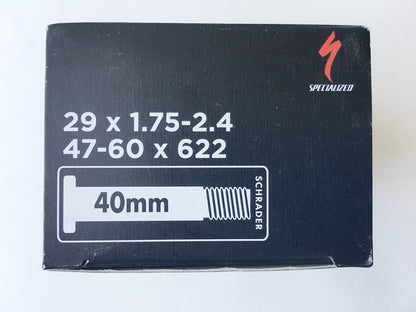 SPECIALIZED
29 x 1.75-2.4
47-60 x 622
40mm
SCHRADER